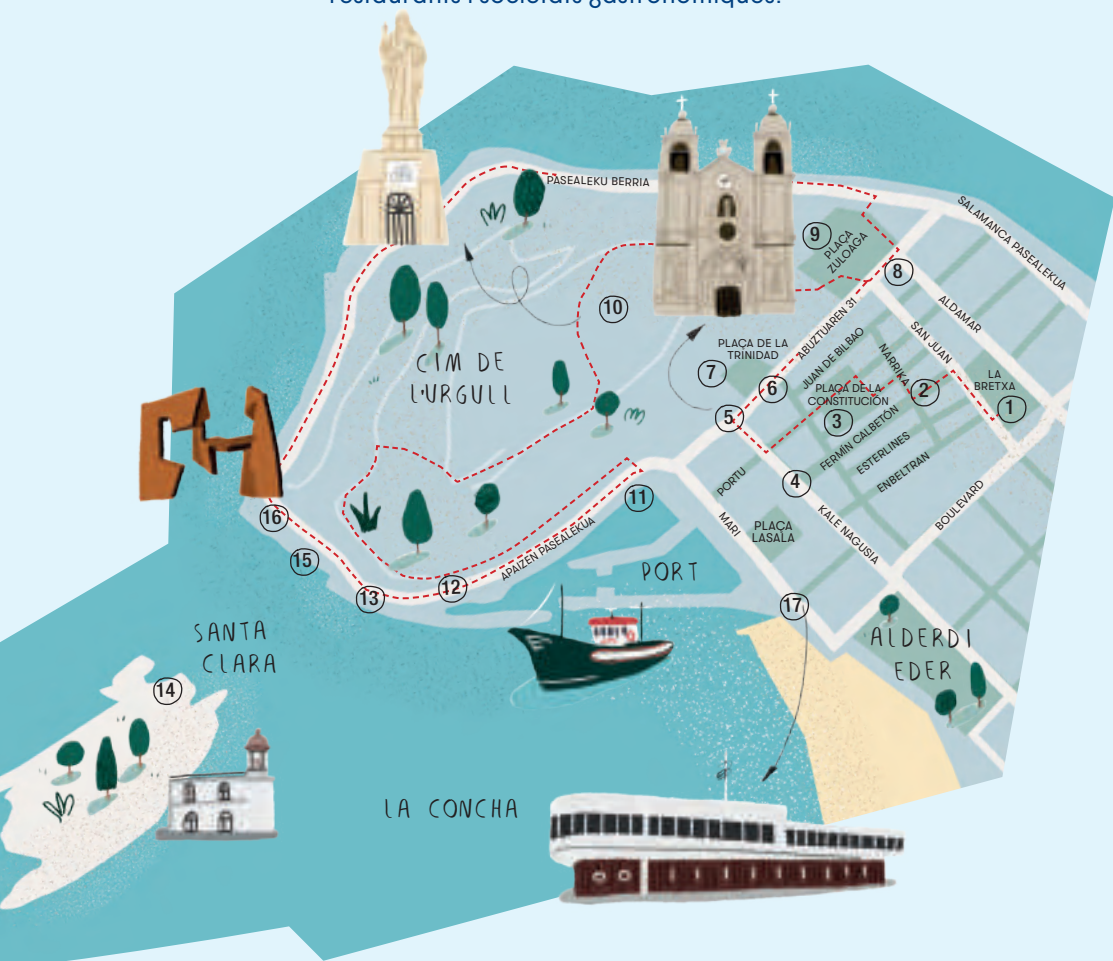 restaurants i societats gastronòmiques.
PASEALEKU BERRIA
SALAMANCA PASEALEKUA
9
PLAÇA
ZULOAGA
8
10
ABUZTUAREN 31
ALDAMAR
SAN JUAN
JUAN DE BILBAO
NARRIKA
CIM DE
L'URGULL
PLAÇA DE LA
TRINIDAD
7
6
PLAÇA DE LA
CONSTITUCIÓN
2
LA
BRETXA
1
5
3
FERMÍN CALBETÓN
ESTERLINES
ENBELTRAN
4
PORTU
11
MARI
PLAÇA
LASALA
KALE NAGUSIA
BOULEVARD
16
15
APAIZEN PASEALEKUA
PORT
13
12
17
SANTA
CLARA
14
ALDERDI
EDER
LA CONCHA